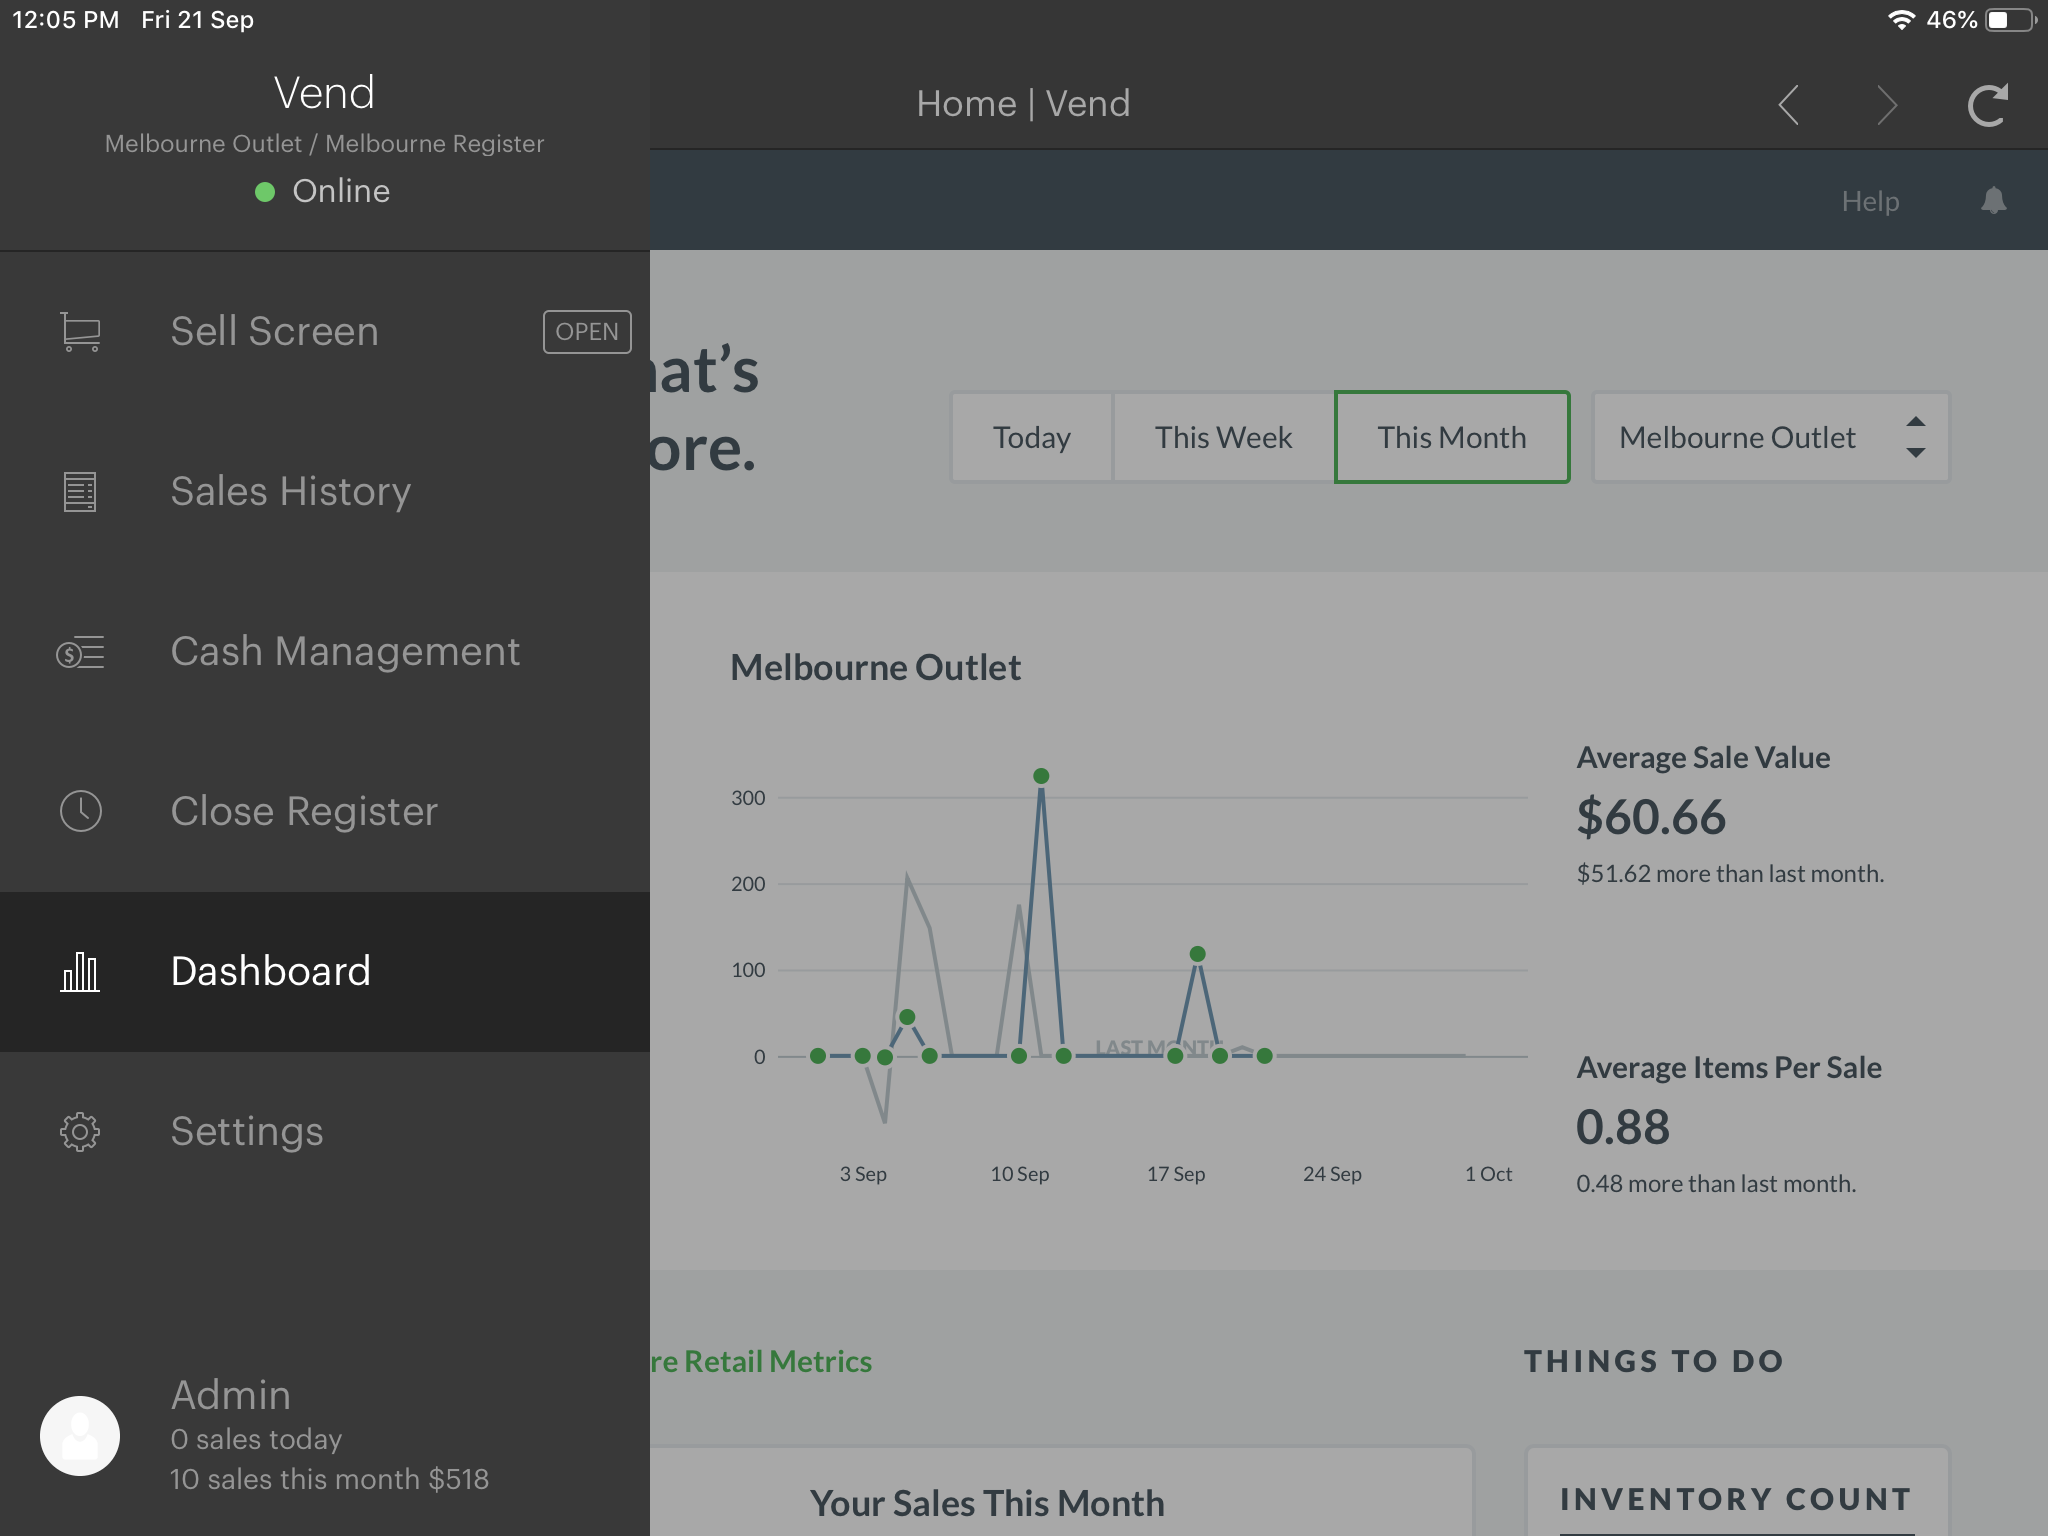 12:05 PM Fri 21 Sep
46%
Vend
Melbourne Outlet / Melbourne Register
Online
Sell Screen
OPEN
Sales History
Cash Management
Close Register
Dashboard
Settings
Admin
0 sales today
10 sales this month $518
Home | Vend
Help
hat's
ore.
Today
This Week
This Month
Melbourne Outlet
Melbourne Outlet
300
200
100
0
LAST MONTH
3 Sep
10 Sep
17 Sep
24 Sep
1 Oct
Average Sale Value
$60.66
$51.62 more than last month.
Average Items Per Sale
0.88
0.48 more than last month.
re Retail Metrics
THINGS TO DO
Your Sales This Month
INVENTORY COUNT